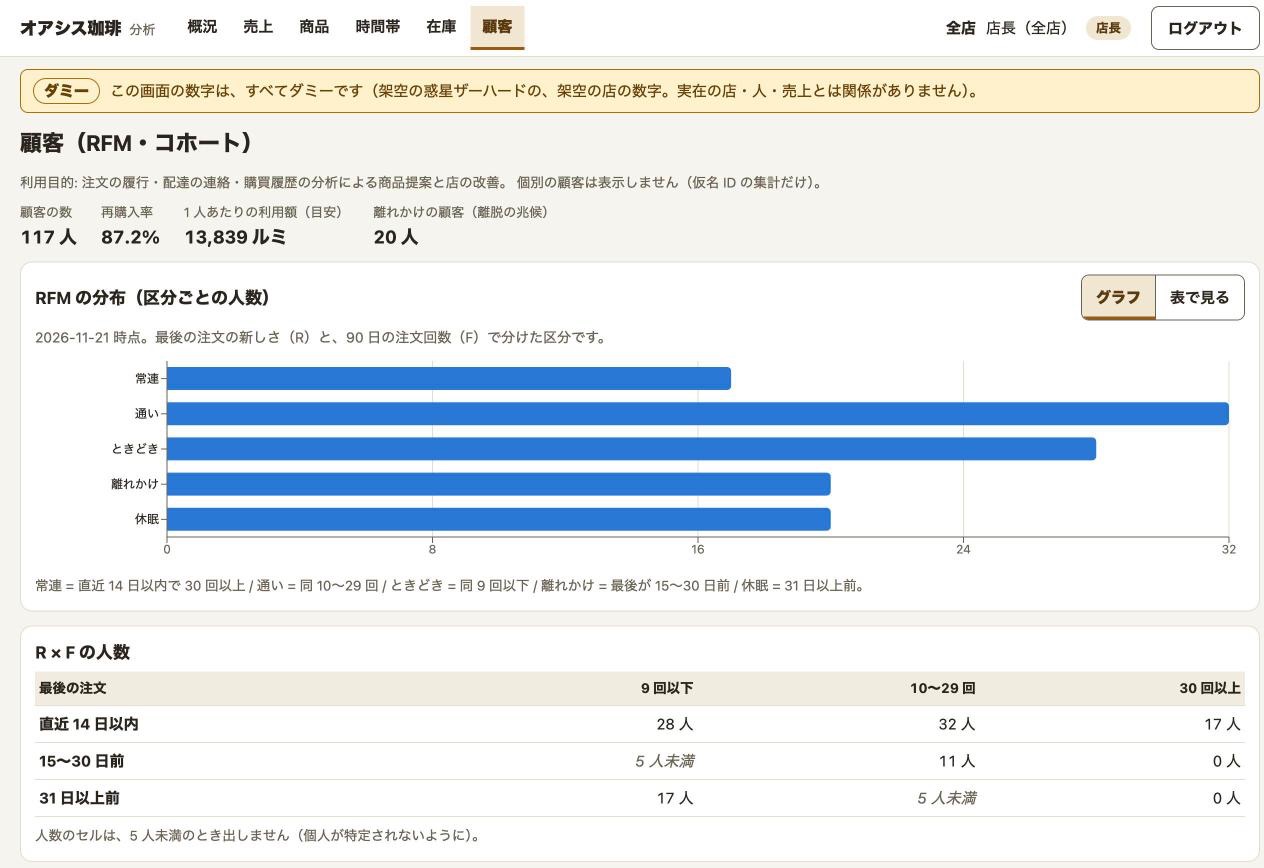 オアシス珈琲 分析 概況 売上 商品 時間帯 在庫 顧客 全店 店長（全店） 店長 ログアウト
ダミー この画面の数字は、すべてダミーです（架空の惑星ザーハードの、架空の店の数字。実在の店・人・売上とは関係がありません）。
顧客（RFM・コホート）
利用目的: 注文の履行・配達の連絡・購買履歴の分析による商品提案と店の改善。 個別の顧客は表示しません（仮名 ID の集計だけ）。
顧客の数 再購入率 1 人あたりの利用額（目安） 離れかけの顧客（離脱の兆候）
117 人 87.2% 13,839 ルミ 20 人
RFM の分布（区分ごとの人数） グラフ 表で見る
2026-11-21 時点。最後の注文の新しさ（R）と、90 日の注文回数（F）で分けた区分です。
常連
通い
ときどき
離れかけ
休眠
0 8 16 24 32
常連 = 直近 14 日以内で 30 回以上 / 通い = 同 10〜29 回 / ときどき = 同 9 回以下 / 離れかけ = 最後が 15〜30 日前 / 休眠 = 31 日以上前。
R × F の人数
最後の注文 9 回以下 10〜29 回 30 回以上
直近 14 日以内 28 人 32 人 17 人
15〜30 日前 5 人未満 11 人 0 人
31 日以上前 17 人 5 人未満 0 人
人数のセルは、5 人未満のとき出しません（個人が特定されないように）。